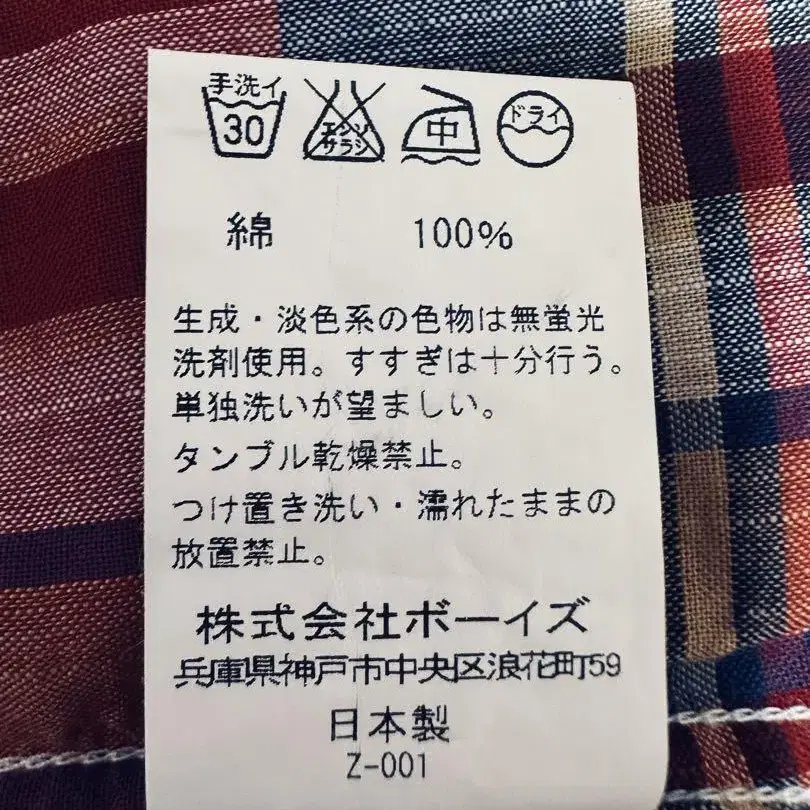 手洗イ
30
エンソ
サラシ
中
ドライ
綿 100%
生成・淡色系の色物は無蛍光
洗剤使用。すすぎは十分行う。
単独洗いが望ましい。
タンブル乾燥禁止。
つけ置き洗い・濡れたままの
放置禁止。
株式会社ボーイズ
兵庫県神戸市中央区浪花町59
日本製
Z-001